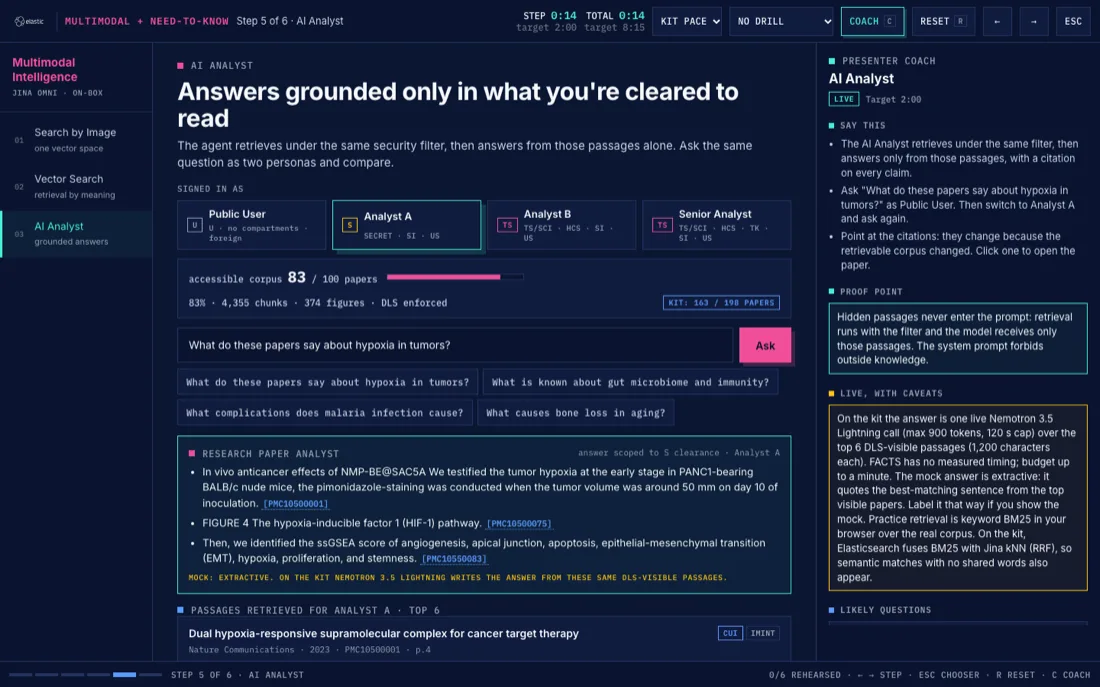 elastic
MULTIMODAL + NEED-TO-KNOW Step 5 of 6 · AI Analyst
STEP 0:14 TOTAL 0:14
target 2:00 target 8:15
KIT PACE
NO DRILL
COACH C
RESET R
←
→
ESC
Multimodal
Intelligence
JINA OMNI · ON-BOX
01 Search by Image
one vector space
02 Vector Search
retrieval by meaning
03 AI Analyst
grounded answers
AI ANALYST
Answers grounded only in what you're cleared to
read
The agent retrieves under the same security filter, then answers from those passages alone. Ask the same
question as two personas and compare.
SIGNED IN AS
U Public User
U · no compartments ·
foreign
S Analyst A
SECRET · SI · US
TS Analyst B
TS/SCI · HCS · SI ·
US
TS Senior Analyst
TS/SCI · HCS · TK ·
SI · US
accessible corpus 83 / 100 papers
83% · 4,355 chunks · 374 figures · DLS enforced
KIT: 163 / 198 PAPERS
What do these papers say about hypoxia in tumors?
Ask
What do these papers say about hypoxia in tumors?
What is known about gut microbiome and immunity?
What complications does malaria infection cause?
What causes bone loss in aging?
RESEARCH PAPER ANALYST
answer scoped to S clearance · Analyst A
• In vivo anticancer effects of NMP-BE@SAC5A We testified the tumor hypoxia at the early stage in PANC1-bearing
BALB/c nude mice, the pimonidazole-staining was conducted when the tumor volume was around 50 mm on day 10 of
inoculation. [PMC10500001]
• FIGURE 4 The hypoxia-inducible factor 1 (HIF-1) pathway. [PMC10500075]
• Then, we identified the ssGSEA score of angiogenesis, apical junction, apoptosis, epithelial-mesenchymal transition
(EMT), hypoxia, proliferation, and stemness. [PMC10550083]
MOCK: EXTRACTIVE. ON THE KIT NEMOTRON 3.5 LIGHTNING WRITES THE ANSWER FROM THESE SAME DLS-VISIBLE PASSAGES.
PASSAGES RETRIEVED FOR ANALYST A · TOP 6
Dual hypoxia-responsive supramolecular complex for cancer target therapy
CUI IMINT
Nature Communications · 2023 · PMC10500001 · p.4
PRESENTER COACH
AI Analyst
LIVE Target 2:00
SAY THIS
• The AI Analyst retrieves under the same filter, then
answers only from those passages, with a citation
on every claim.
• Ask "What do these papers say about hypoxia in
tumors?" as Public User. Then switch to Analyst A
and ask again.
• Point at the citations: they change because the
retrievable corpus changed. Click one to open the
paper.
PROOF POINT
Hidden passages never enter the prompt: retrieval
runs with the filter and the model receives only
those passages. The system prompt forbids
outside knowledge.
LIVE, WITH CAVEATS
On the kit the answer is one live Nemotron 3.5
Lightning call (max 900 tokens, 120 s cap) over the
top 6 DLS-visible passages (1,200 characters
each). FACTS has no measured timing; budget up
to a minute. The mock answer is extractive: it
quotes the best-matching sentence from the top
visible papers. Label it that way if you show the
mock. Practice retrieval is keyword BM25 in your
browser over the real corpus. On the kit,
Elasticsearch fuses BM25 with Jina kNN (RRF), so
semantic matches with no shared words also
appear.
LIKELY QUESTIONS
STEP 5 OF 6 · AI ANALYST
0/6 REHEARSED · ← → STEP · ESC CHOOSER · R RESET · C COACH